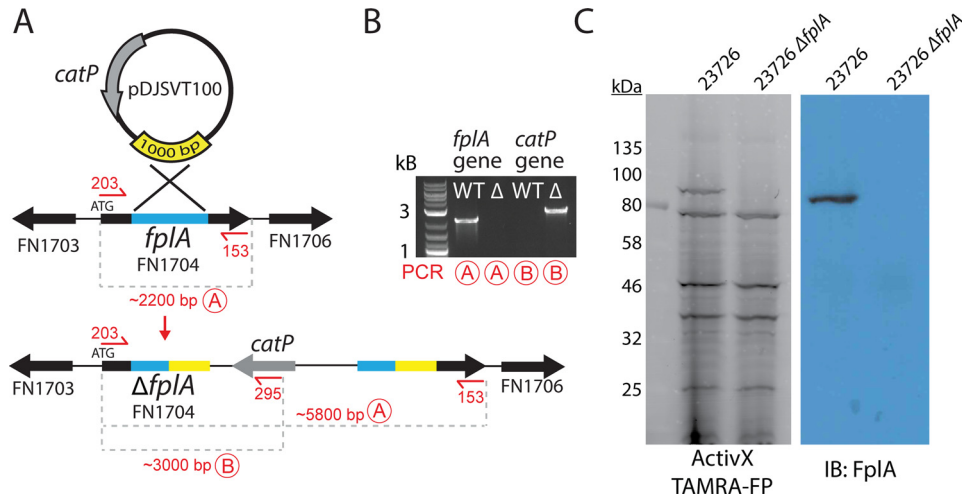 A
catP
pDJSVT100
1000 bp
203
ATG
FN1703
fplA
FN1704
153
FN1706
~2200 bp A
203
ATG
catP
FN1703
ΔfplA
FN1704
295
153
FN1706
~5800 bp A
~3000 bp B
B
fplA gene
catP gene
kB
WT Δ WT Δ
3
1
PCR A A B B
C
23726
23726 ΔfplA
23726
23726 ΔfplA
kDa
135
100
80
58
46
32
25
ActivX
TAMRA-FP
IB: FplA